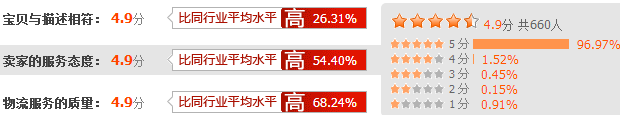 宝贝与描述相符： 4.9分 比同行业平均水平 高 26.31%
卖家的服务态度： 4.9分 比同行业平均水平 高 54.40%
物流服务的质量： 4.9分 比同行业平均水平 高 68.24%
4.9分 共660人
5分 96.97%
4分 1.52%
3分 0.45%
2分 0.15%
1分 0.91%